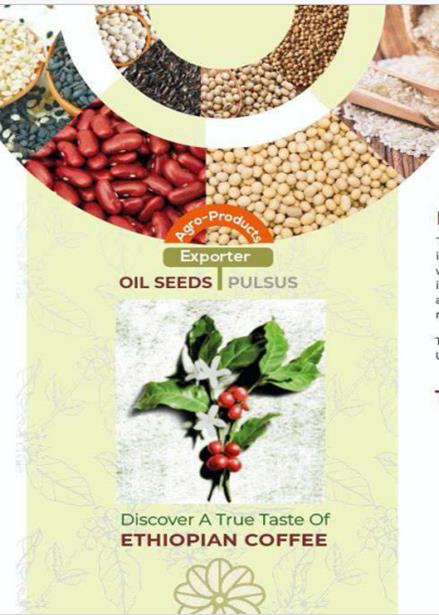 Agro-Products
Exporter
OIL SEEDS | PULSUS
Discover A True Taste Of
ETHIOPIAN COFFEE